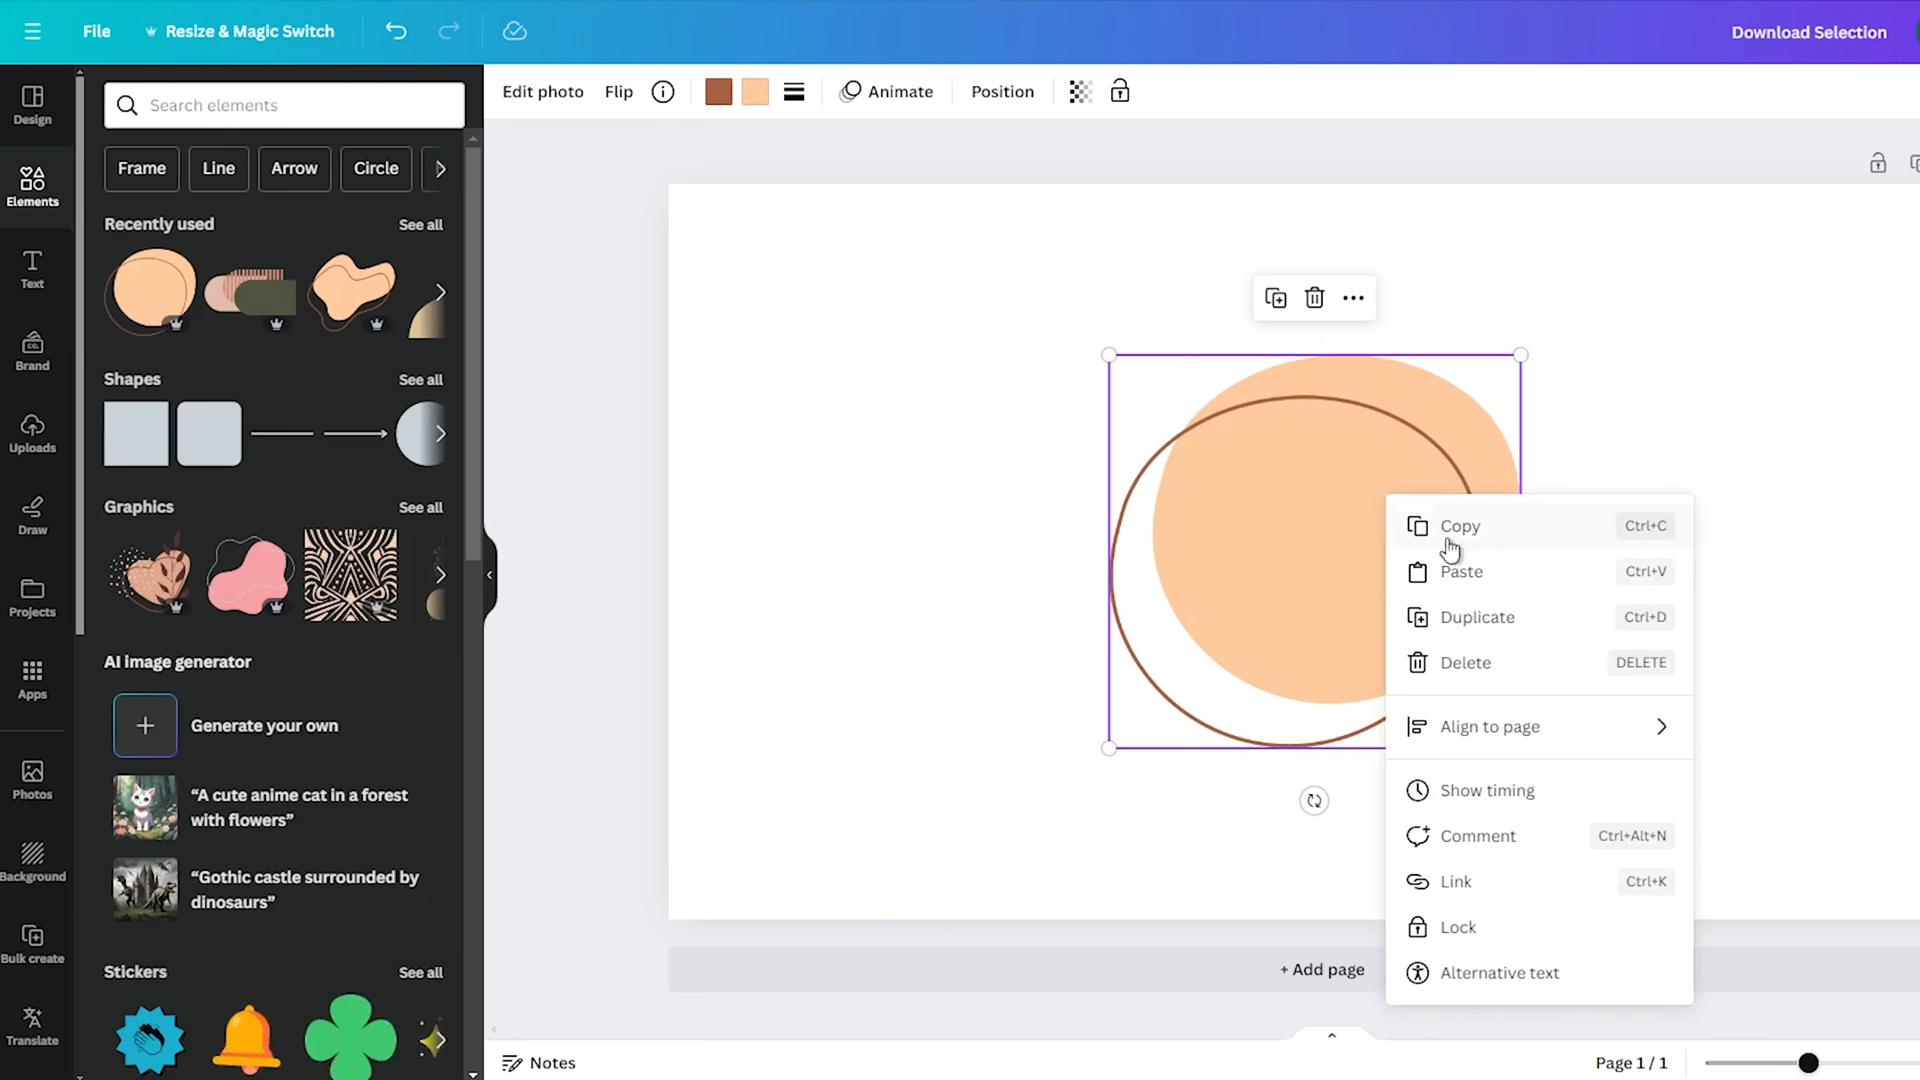 File
Resize & Magic Switch
Download Selection
Design
Elements
Text
Brand
CO.
Uploads
Draw
Projects
Apps
Photos
Background
Bulk create
Translate
Search elements
Frame
Line
Arrow
Circle
Recently used
See all
Shapes
See all
Graphics
See all
AI image generator
Generate your own
“A cute anime cat in a forest
with flowers”
“Gothic castle surrounded by
dinosaurs”
Stickers
See all
Edit photo
Flip
Animate
Position
Copy
Ctrl+C
Paste
Ctrl+V
Duplicate
Ctrl+D
Delete
DELETE
Align to page
Show timing
Comment
Ctrl+Alt+N
Link
Ctrl+K
Lock
Alternative text
+ Add page
Notes
Page 1 / 1